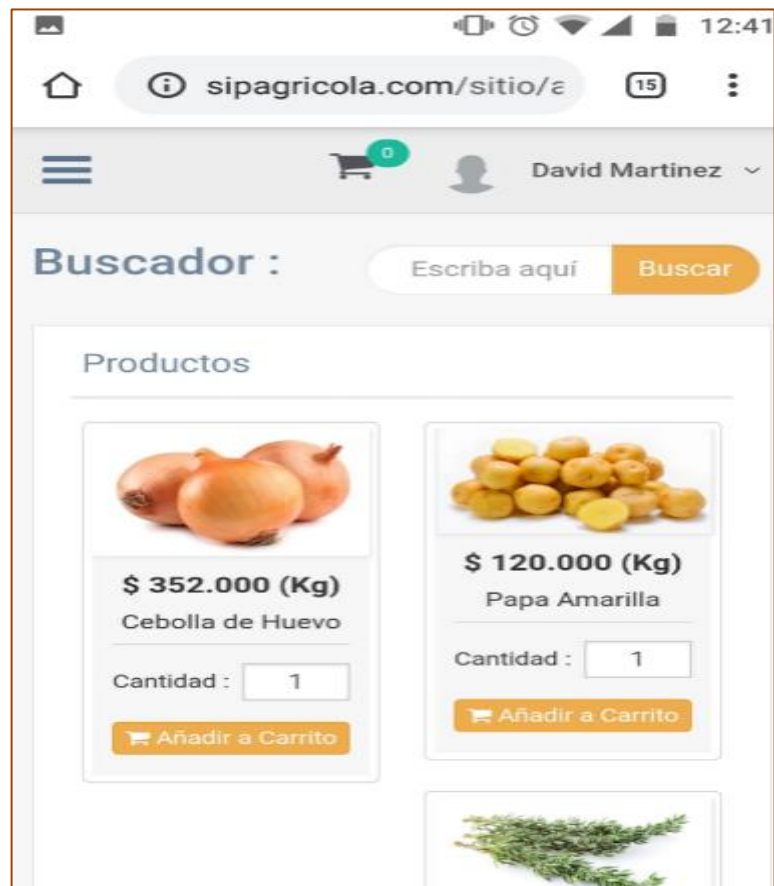 12:41
sipagricola.com/sitio/a
15
0
David Martinez
Buscador :
Escriba aquí
Buscar
Productos
$ 352.000 (Kg)
Cebolla de Huevo
Cantidad :
1
Añadir a Carrito
$ 120.000 (Kg)
Papa Amarilla
Cantidad :
1
Añadir a Carrito